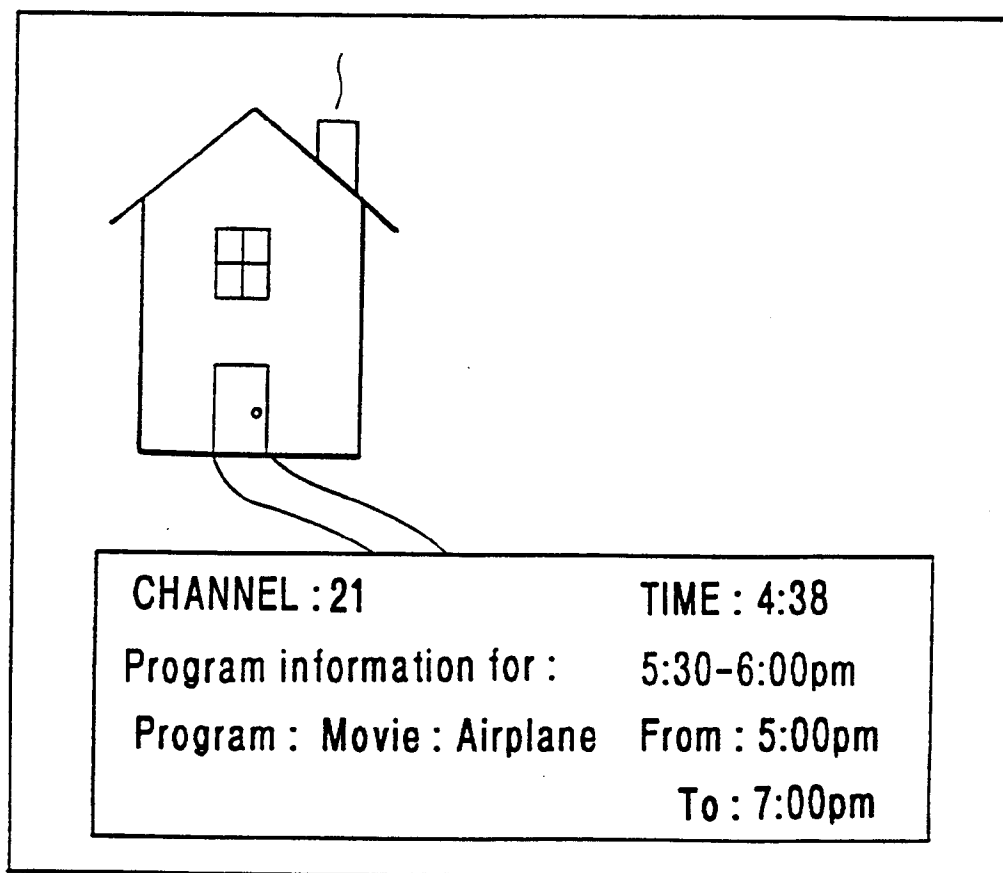 CHANNEL : 21 TIME : 4:38
Program information for : 5:30-6:00pm
Program : Movie : Airplane From : 5:00pm
To : 7:00pm